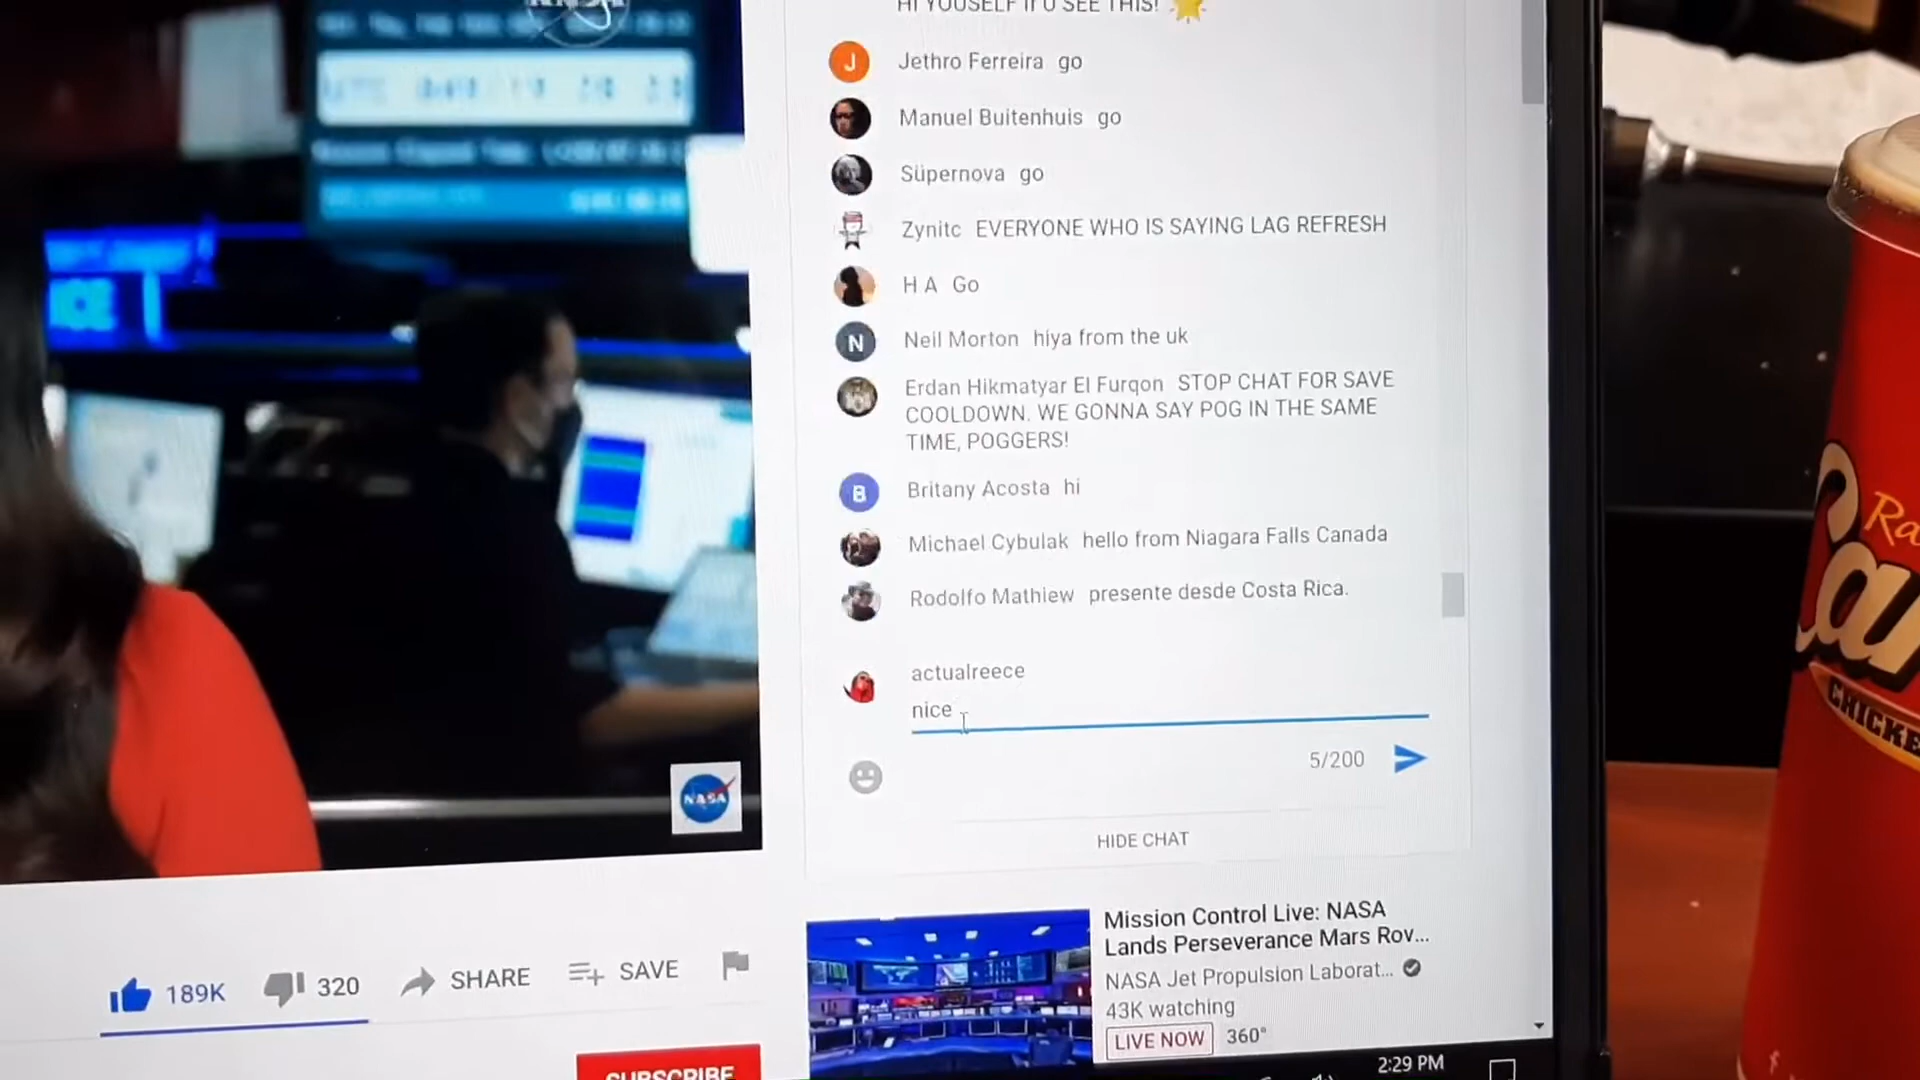 HI YOUSELF IF U SEE THIS!
J Jethro Ferreira go
Manuel Buitenhuis go
Süpernova go
Zynitc EVERYONE WHO IS SAYING LAG REFRESH
H A Go
N Neil Morton hiya from the uk
Erdan Hikmatyar El Furqon STOP CHAT FOR SAVE
COOLDOWN. WE GONNA SAY POG IN THE SAME
TIME, POGGERS!
B Britany Acosta hi
Michael Cybulak hello from Niagara Falls Canada
Rodolfo Mathiew presente desde Costa Rica.
actualreece
nice
5/200
HIDE CHAT
NASA
189K 320 SHARE SAVE
SUBSCRIBE
Mission Control Live: NASA
Lands Perseverance Mars Rov...
NASA Jet Propulsion Laborat...
43K watching
LIVE NOW 360°
2:29 PM